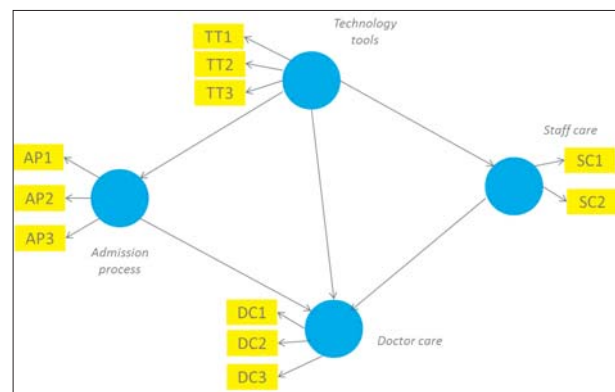 Technology
tools
TT1
TT2
TT3
Staff care
SC1
SC2
AP1
AP2
AP3
Admission
process
DC1
DC2
DC3
Doctor care